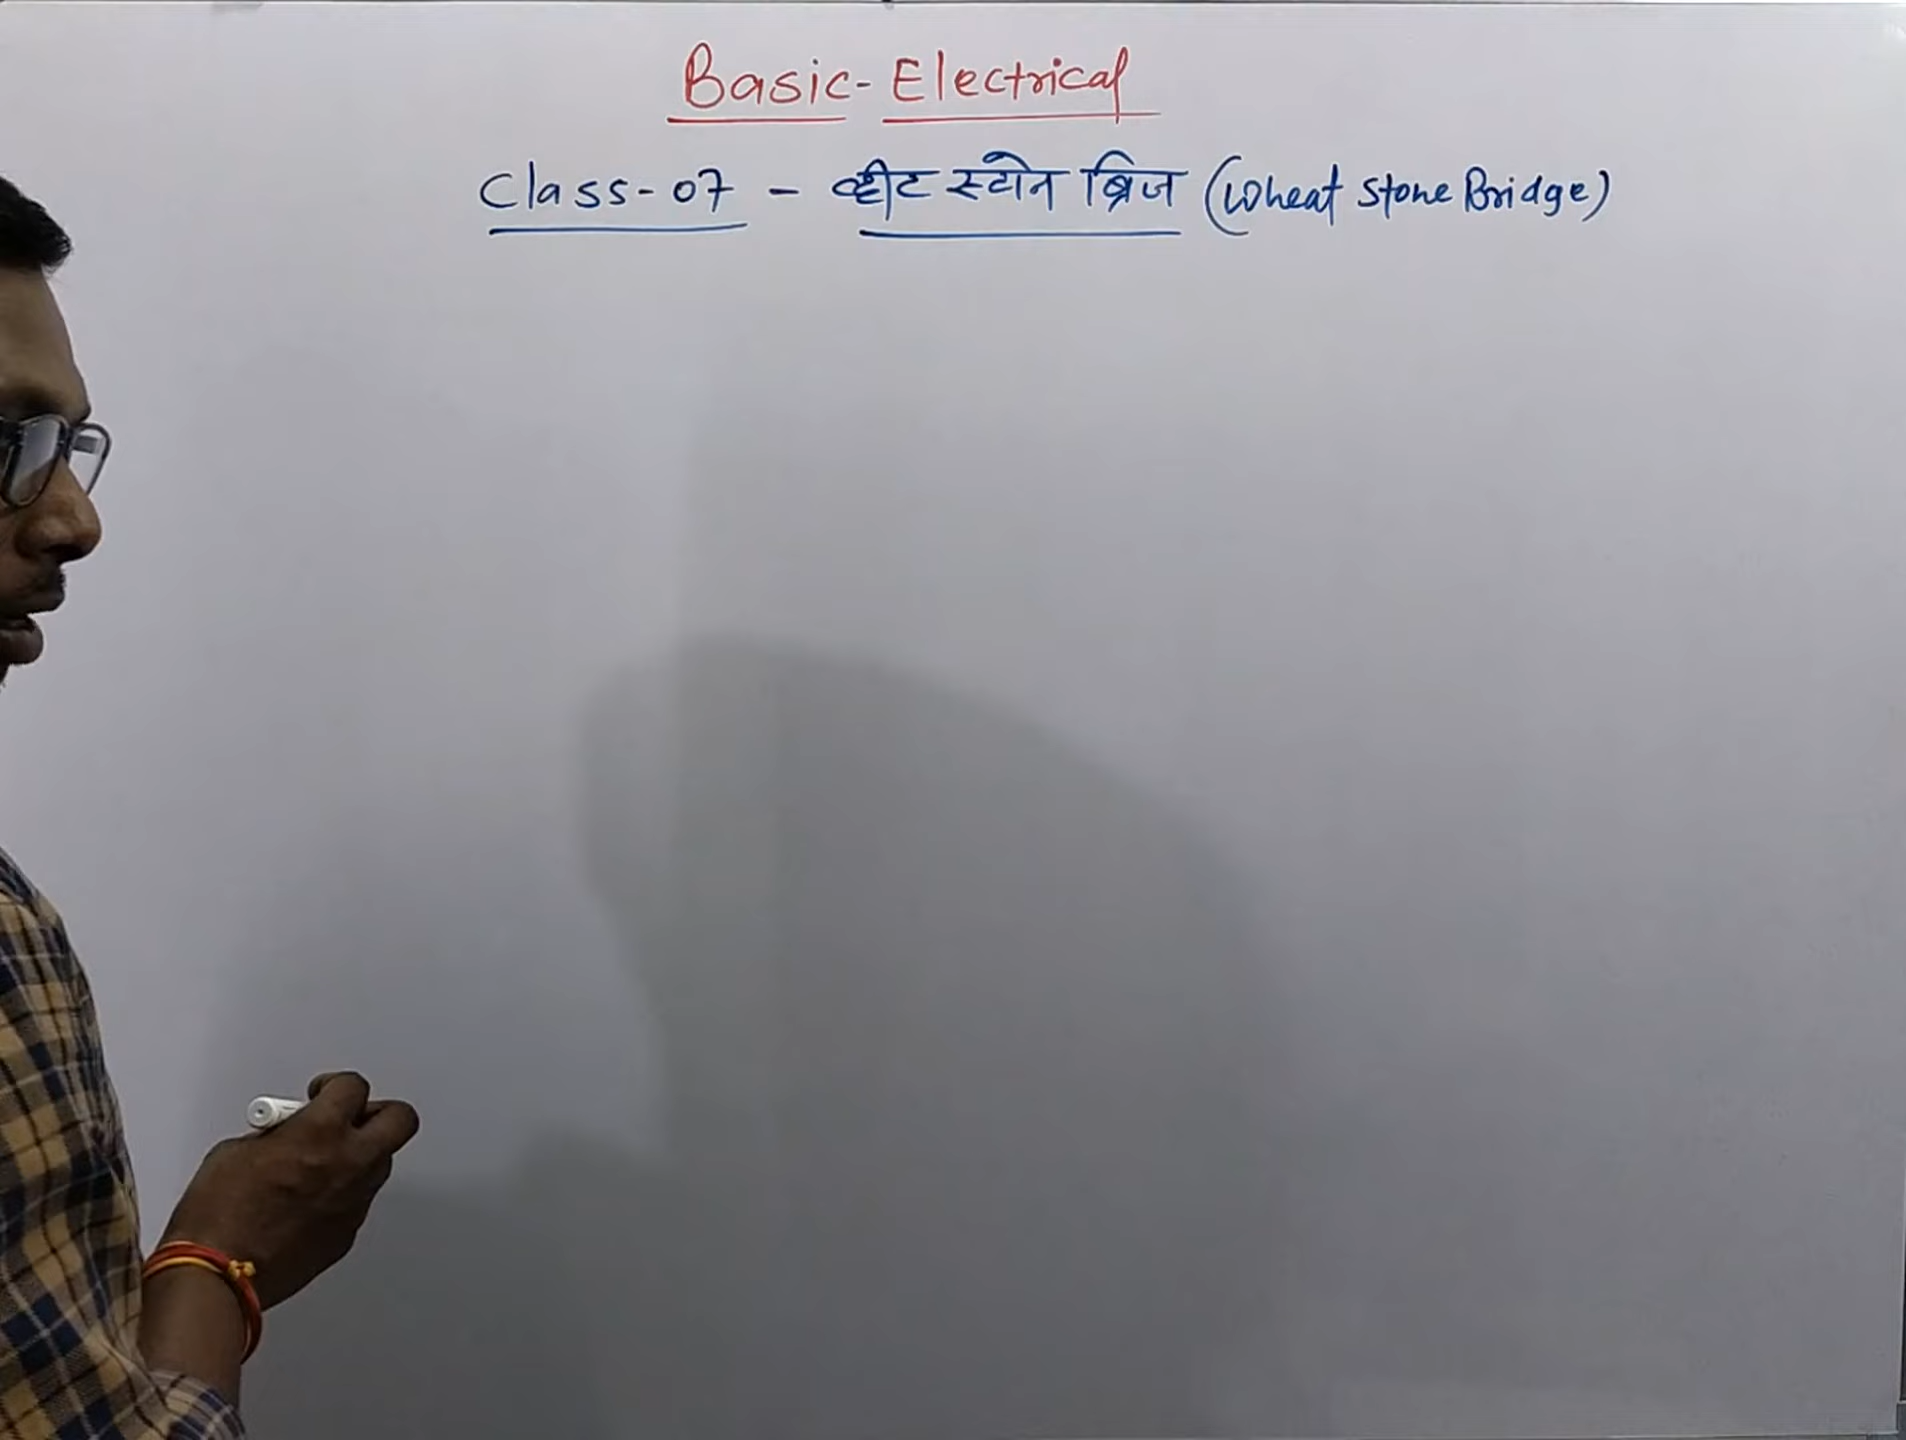 Basic-Electrical
Class-07 - व्हीट स्टोन ब्रिज (Wheat Stone Bridge)